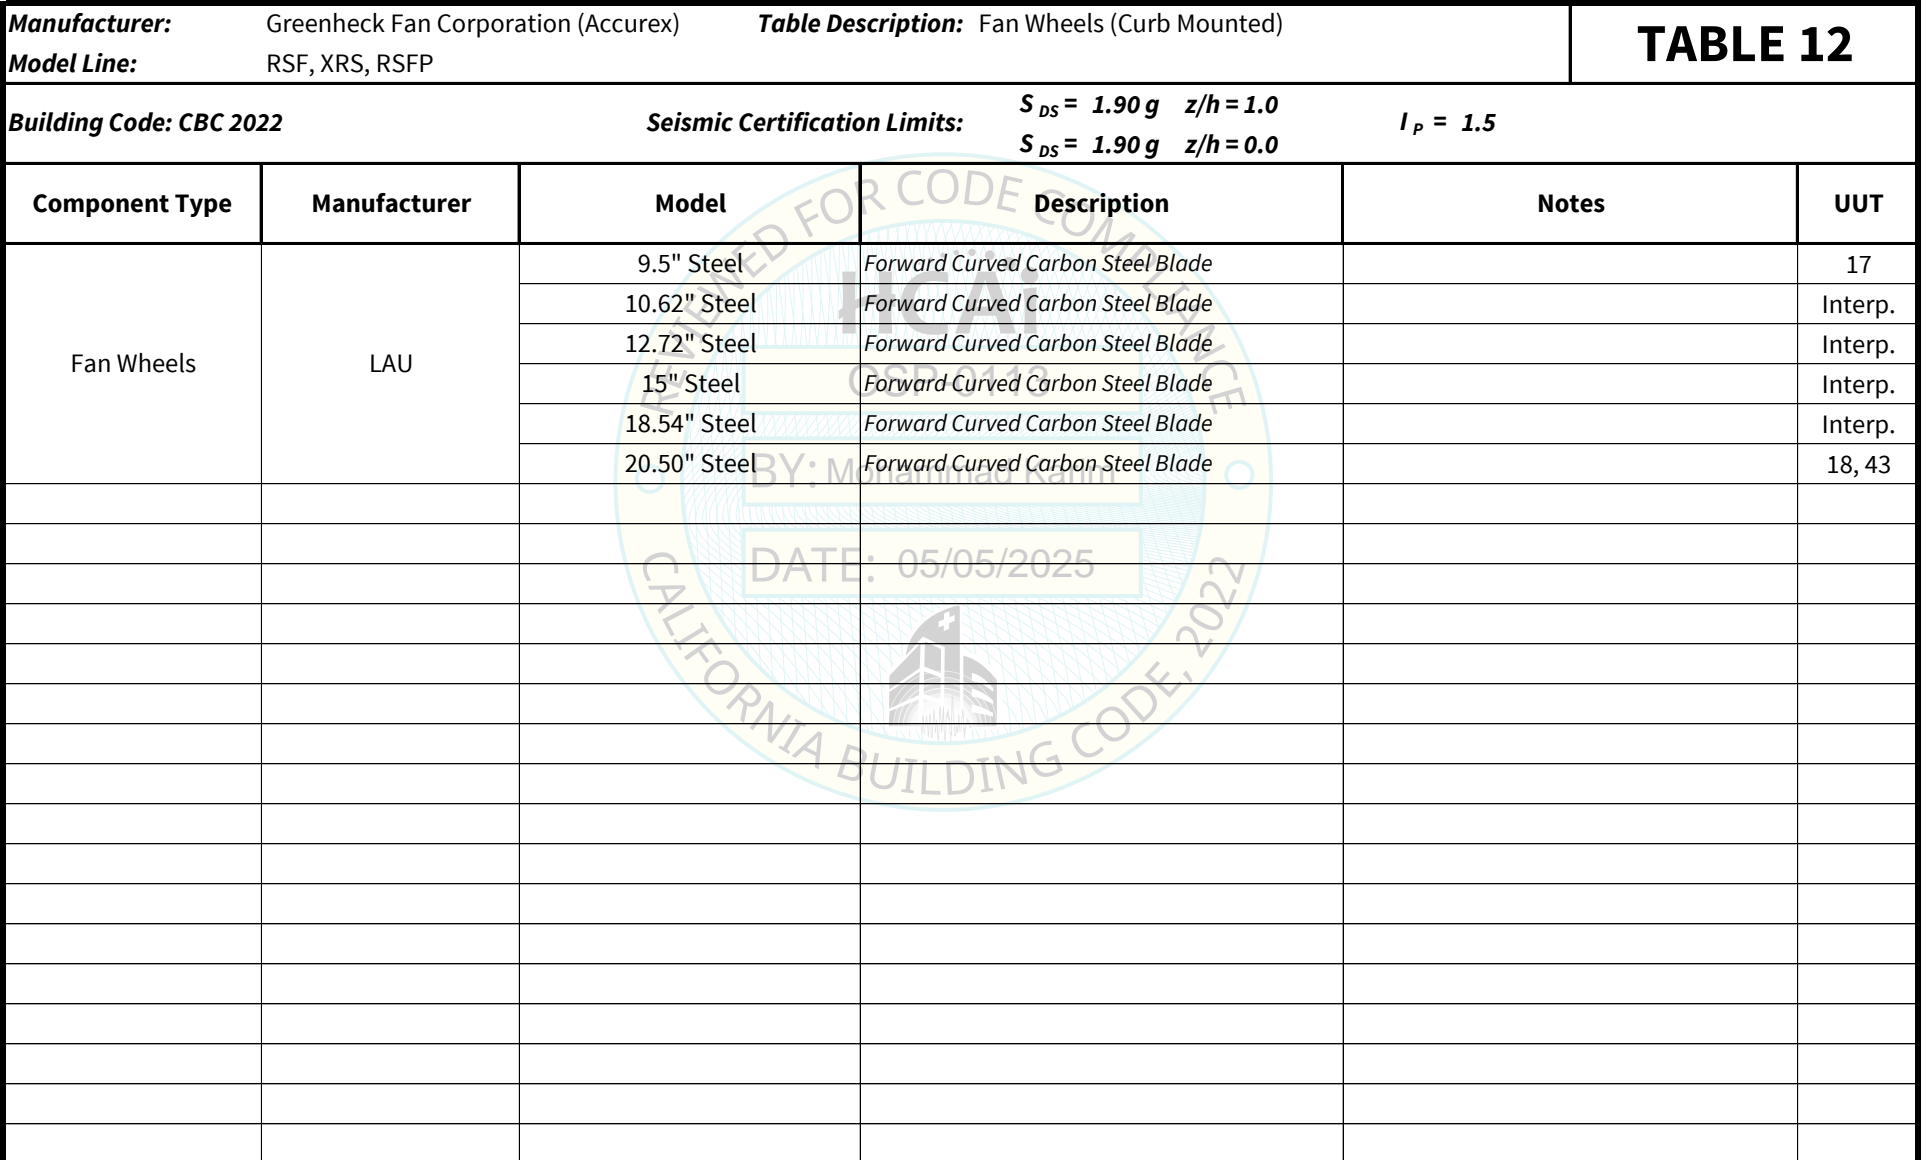 Manufacturer: Greenheck Fan Corporation (Accurex) Table Description: Fan Wheels (Curb Mounted)
TABLE 12
Model Line: RSF, XRS, RSFP
Building Code: CBC 2022 Seismic Certification Limits: S DS = 1.90 g z/h = 1.0
S DS = 1.90 g z/h = 0.0
I P = 1.5
Component Type Manufacturer Model Description Notes UUT
Fan Wheels LAU
9.5" Steel Forward Curved Carbon Steel Blade 17
10.62" Steel Forward Curved Carbon Steel Blade Interp.
12.72" Steel Forward Curved Carbon Steel Blade Interp.
15" Steel Forward Curved Carbon Steel Blade Interp.
18.54" Steel Forward Curved Carbon Steel Blade Interp.
20.50" Steel Forward Curved Carbon Steel Blade 18, 43
REVIEWED FOR CODE COMPLIANCE
HCAi
OSP-0113
BY: Mohammad Karim
DATE: 05/05/2025
CALIFORNIA BUILDING CODE, 2022